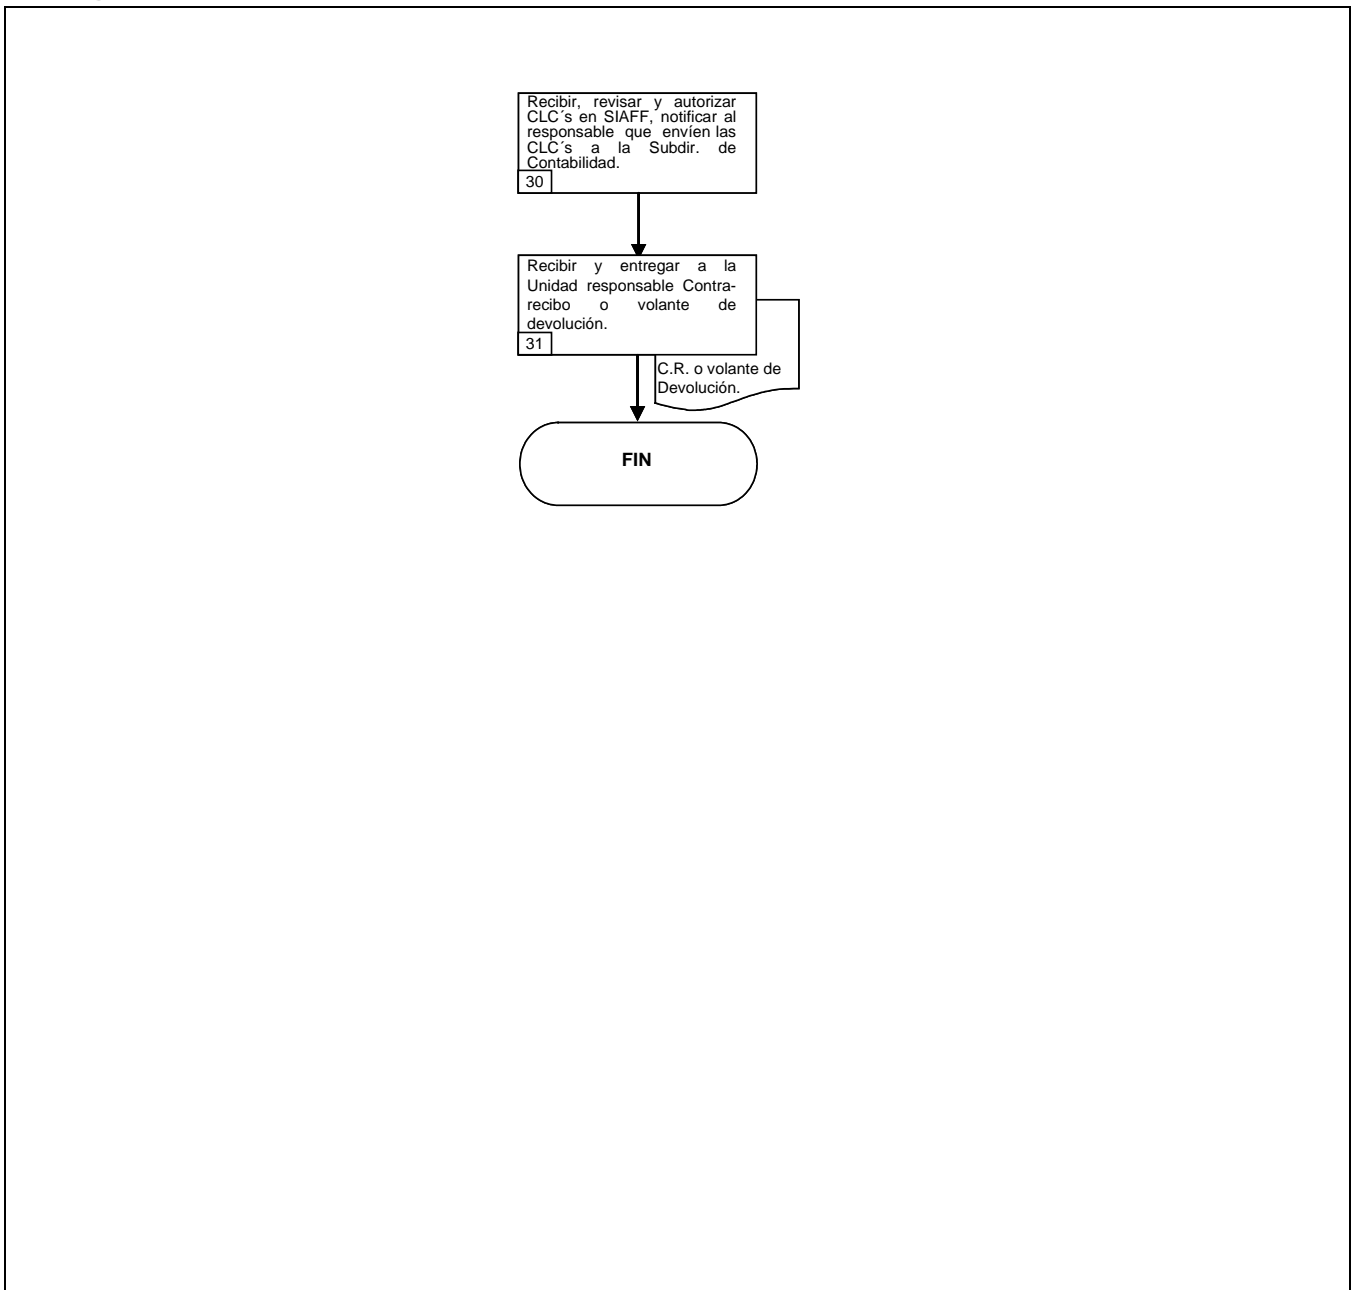 Recibir, revisar y autorizar
CLC´s en SIAFF, notificar al
responsable que envíen las
CLC´s a la Subdir. de
Contabilidad.
30
Recibir y entregar a la
Unidad responsable Contra-
recibo o volante de
devolución.
31
C.R. o volante de
Devolución.
FIN